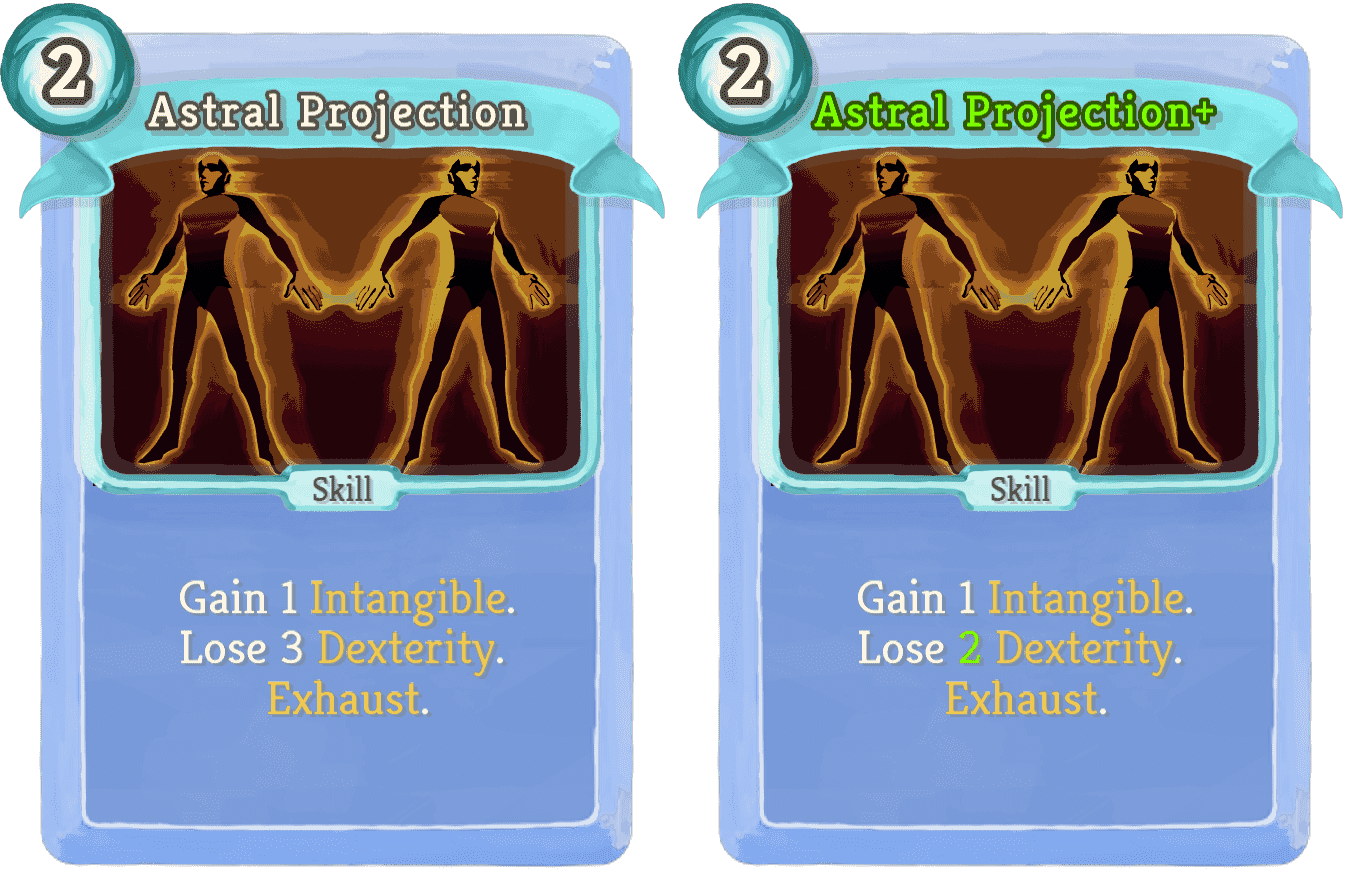 2
Astral Projection
Skill
Gain 1 Intangible.
Lose 3 Dexterity.
Exhaust.
2
Astral Projection+
Skill
Gain 1 Intangible.
Lose 2 Dexterity.
Exhaust.